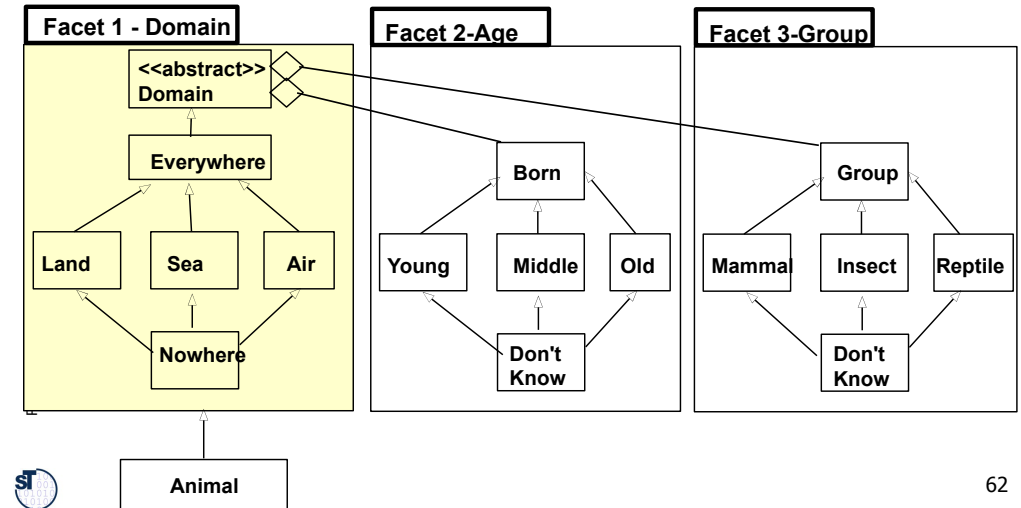 Facet 1 - Domain
<<abstract>>
Domain
Everywhere
Land
Sea
Air
Nowhere
Animal
Facet 2-Age
Born
Young
Middle
Old
Don't
Know
Facet 3-Group
Group
Mammal
Insect
Reptile
Don't
Know
ST
62